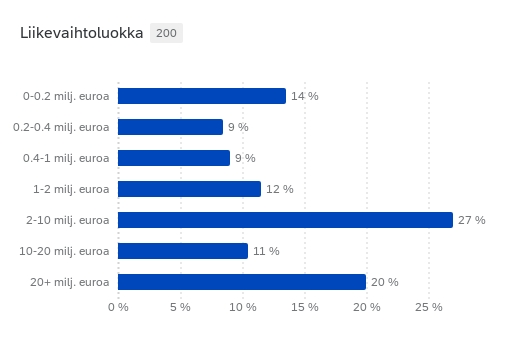 Liikevaihtoluokka 200
0-0.2 milj. euroa 14 %
0.2-0.4 milj. euroa 9 %
0.4-1 milj. euroa 9 %
1-2 milj. euroa 12 %
2-10 milj. euroa 27 %
10-20 milj. euroa 11 %
20+ milj. euroa 20 %
0 % 5 % 10 % 15 % 20 % 25 %